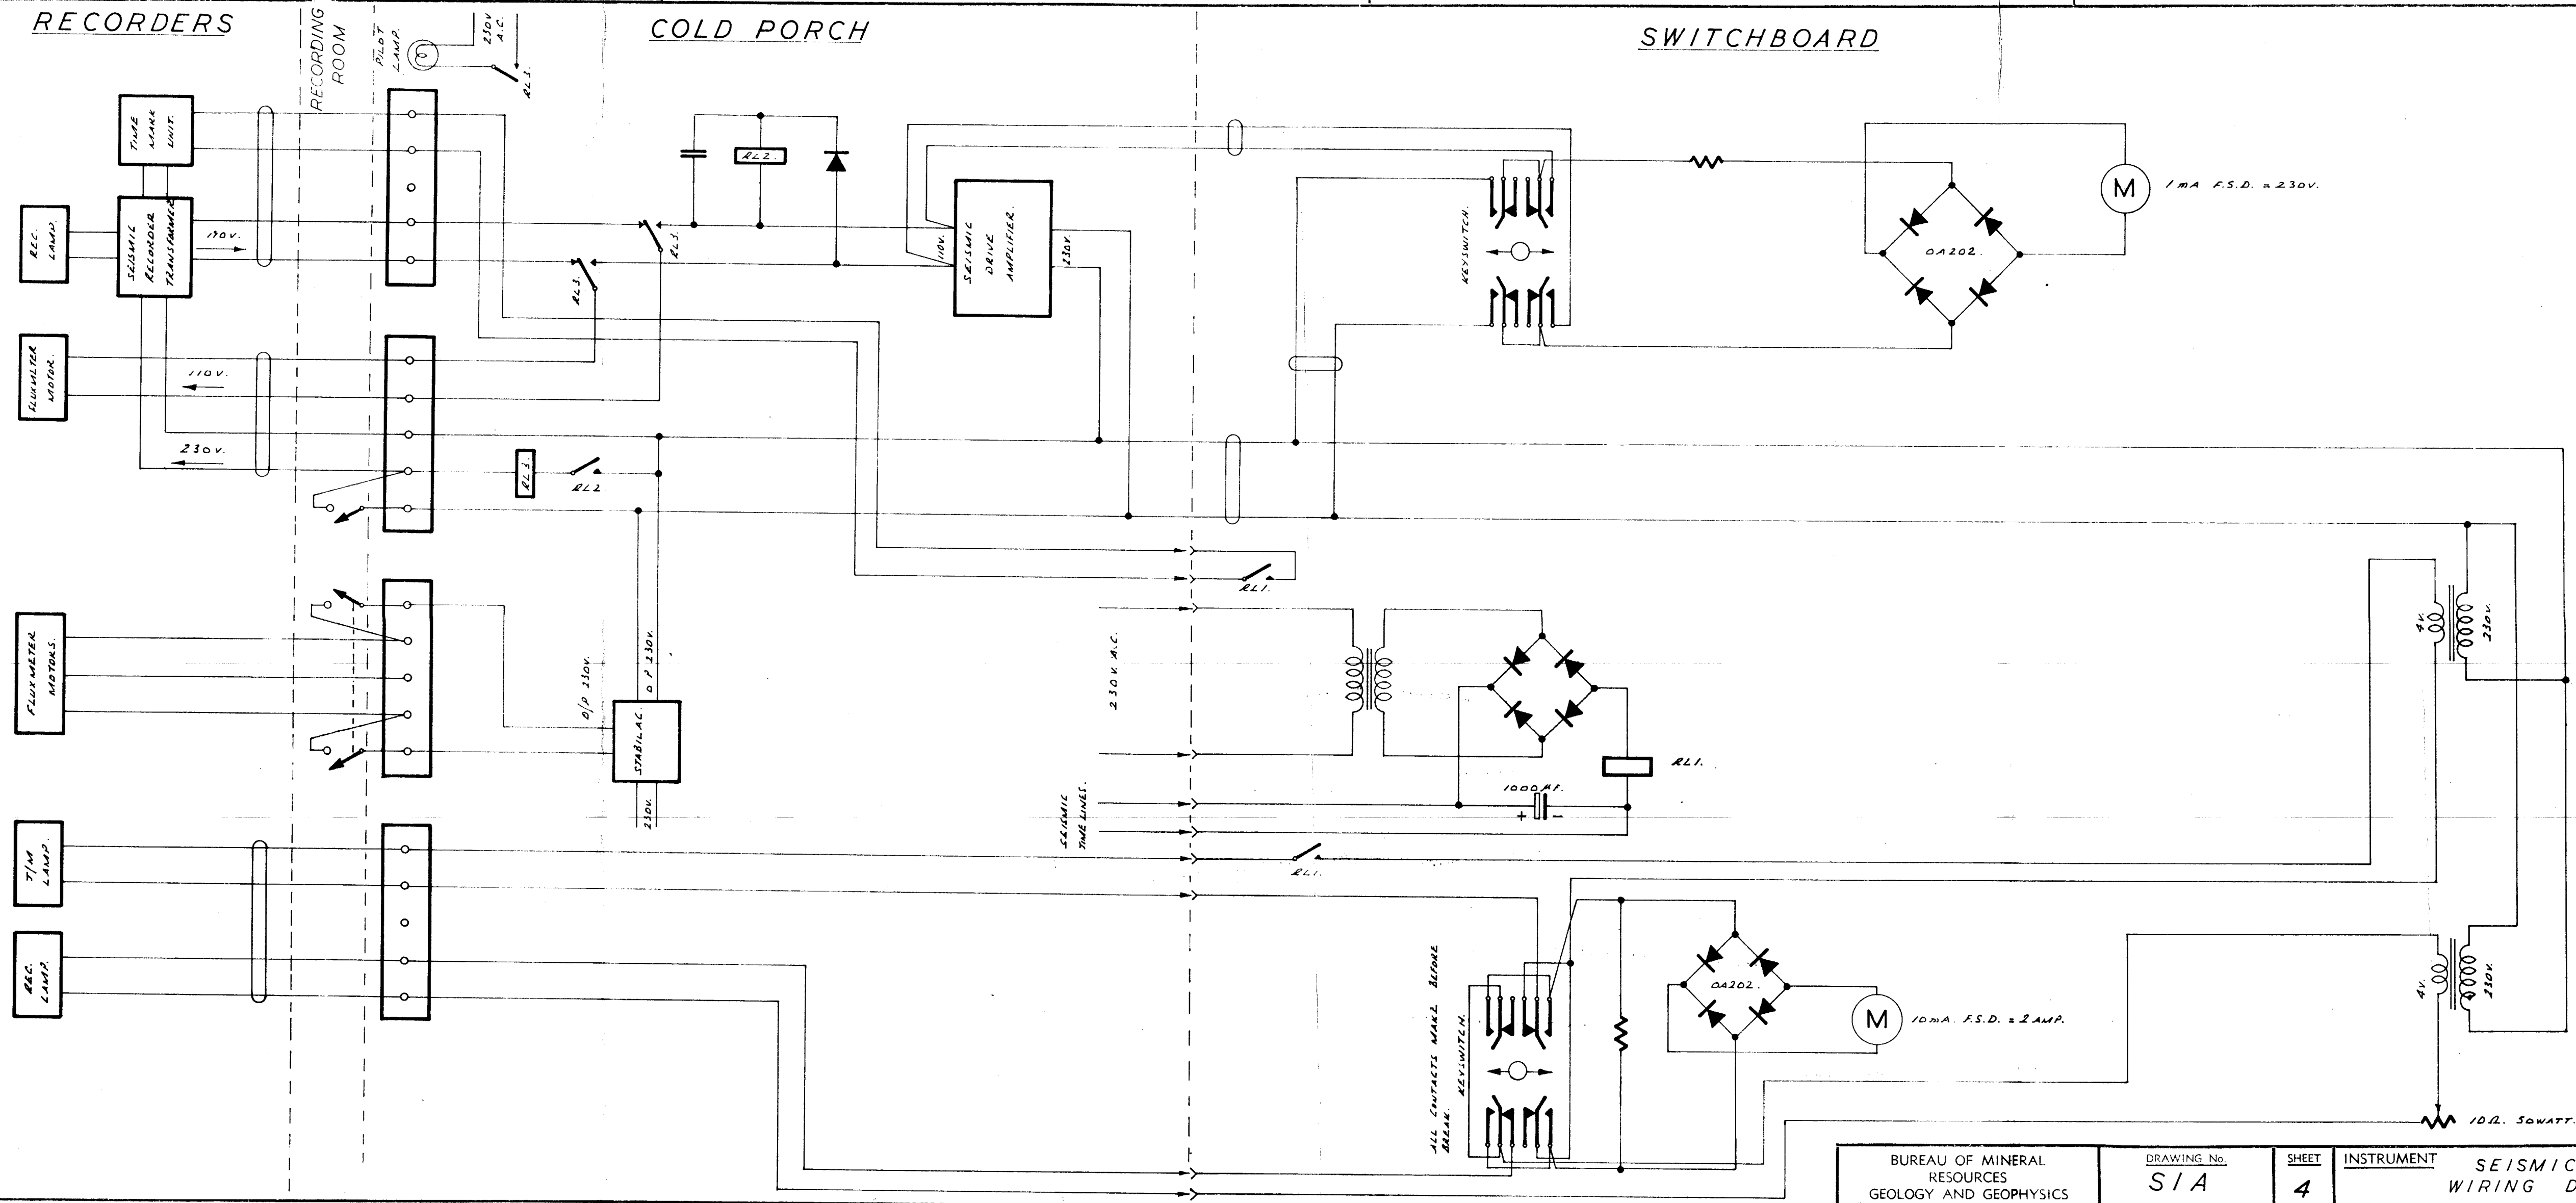 RECORDERS
RECORDING
ROOM
PILOT
LAMP.
230V
A.C.
RL3.
COLD PORCH
SWITCHBOARD
TIME
MARK
UNIT.
REC.
LAMP.
SEISMIC
RECORDER
TRANSFORMER
RL2.
RL3.
RL3.
110V.
SEISMIC
DRIVE
AMPLIFIER.
230V.
KEYSWITCH.
OA202.
M
1 mA F.S.D. = 230V.
FLUXMETER
MOTOR.
110V.
230V.
RL3.
RL2
RL1.
FLUXMETER
MOTORS.
O/P 230V.
O P 230V.
STABILAC.
230V.
230V. A.C.
RL1.
1000µF.
+ -
4V.
230V.
SEISMIC
TIME LINES.
RL1.
T/M
LAMP.
REC.
LAMP.
ALL CONTACTS MAKE BEFORE
BREAK.
KEYSWITCH.
OA202.
M
10mA. F.S.D. = 2 AMP.
4V.
230V.
10Ω. 50WATT.
BUREAU OF MINERAL
RESOURCES
GEOLOGY AND GEOPHYSICS
DRAWING No.
S1A
SHEET
4
INSTRUMENT
SEISMIC
WIRING D